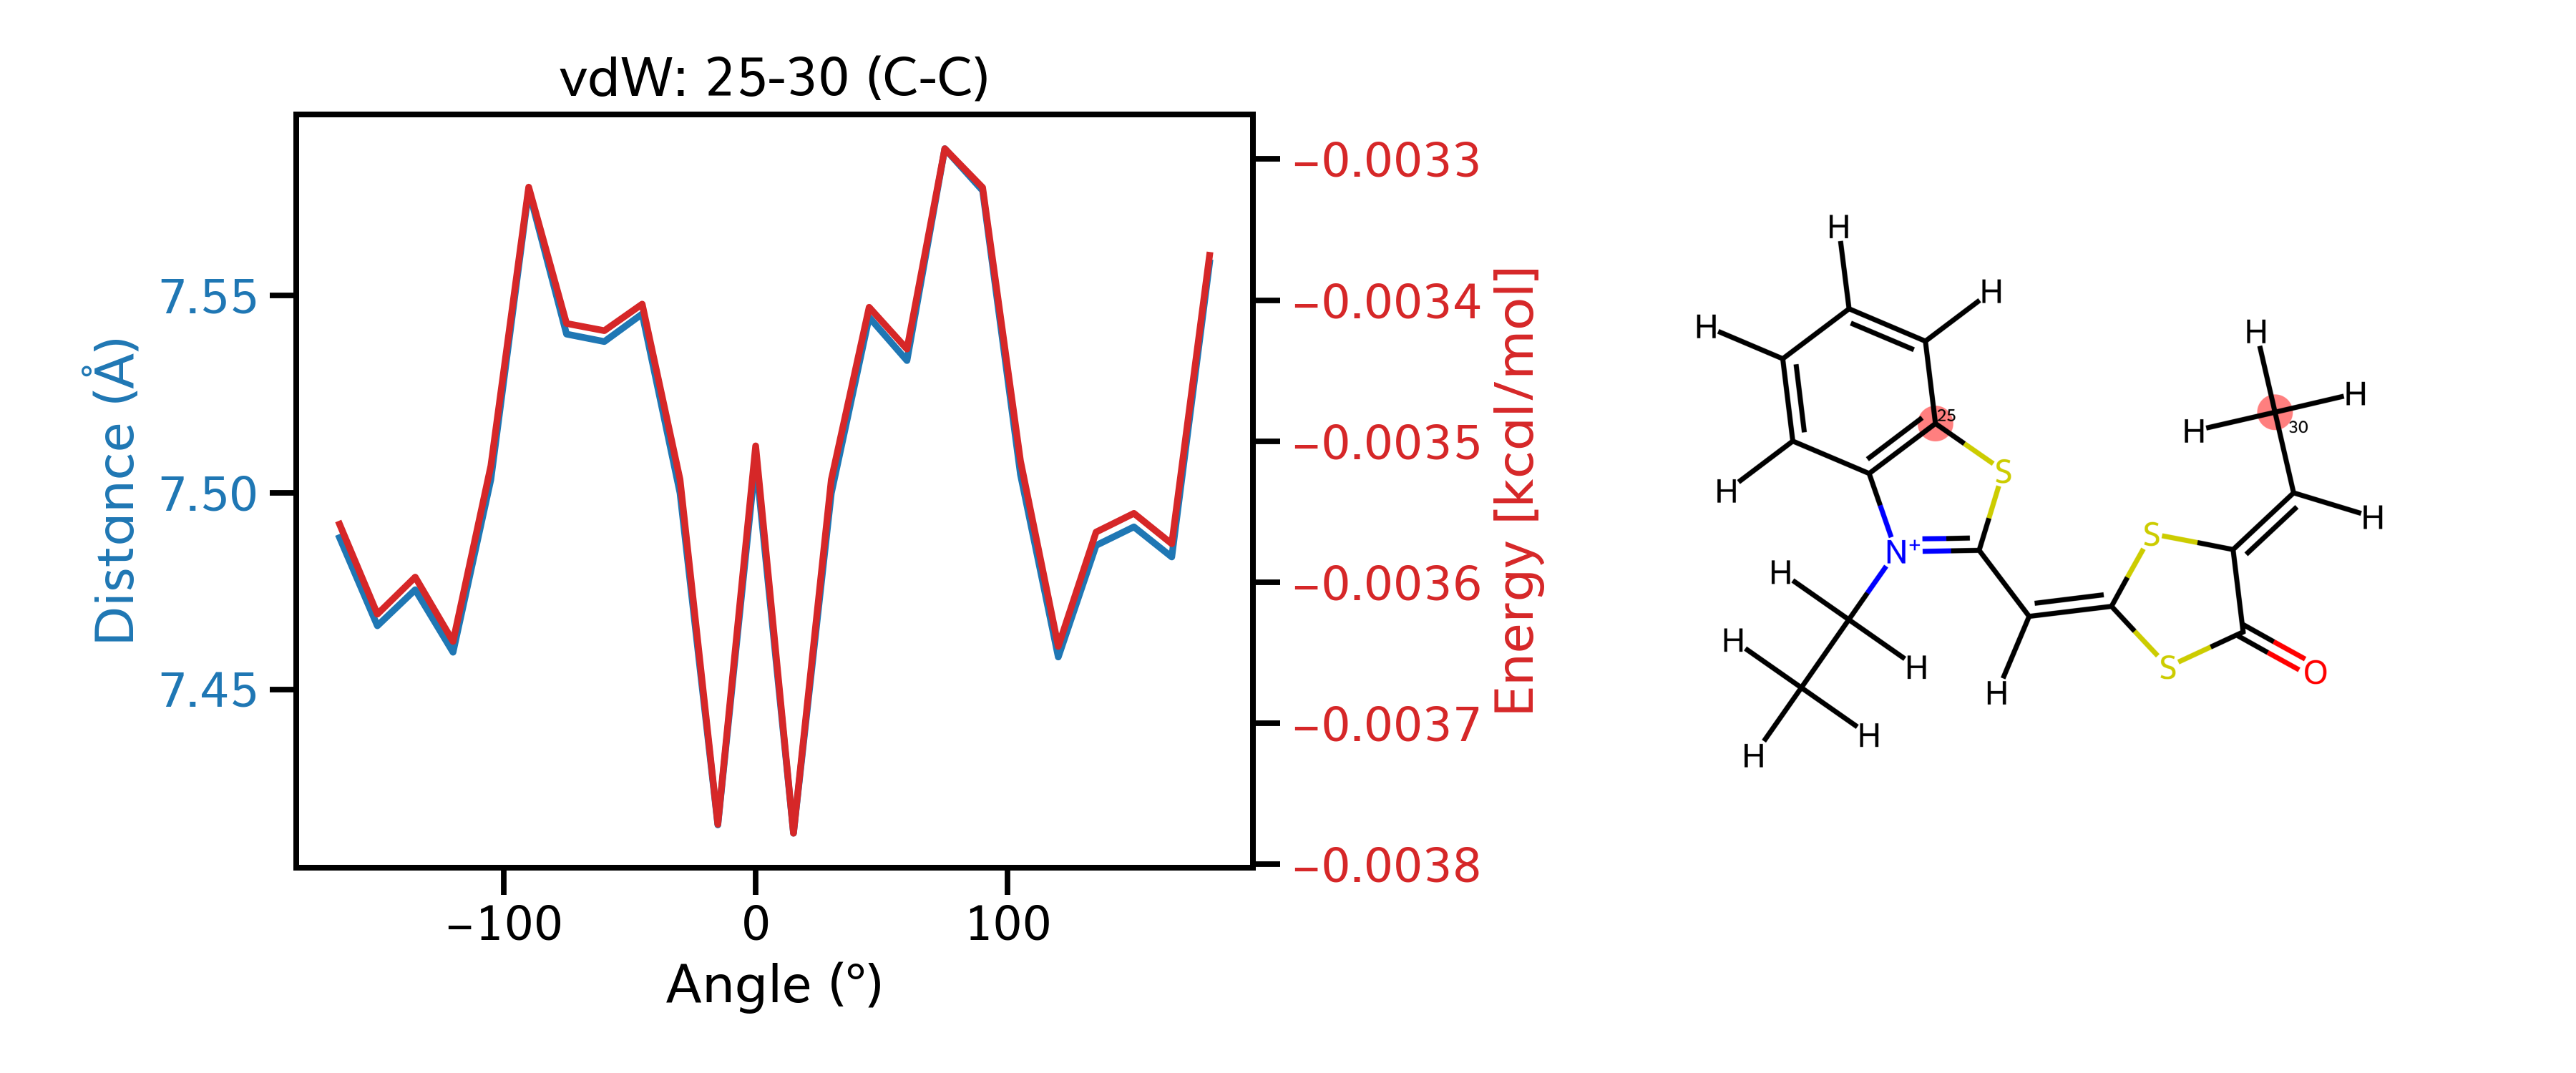 vdW: 25-30 (C-C)
Distance (Å)
7.55
7.50
7.45
−100
0
100
Angle (°)
−0.0033
−0.0034
−0.0035
−0.0036
−0.0037
−0.0038
Energy [kcal/mol]
H
H
H
H
H
H
25
30
H
S
H
H
S
N+
H
H
H
S
O
H
H
H